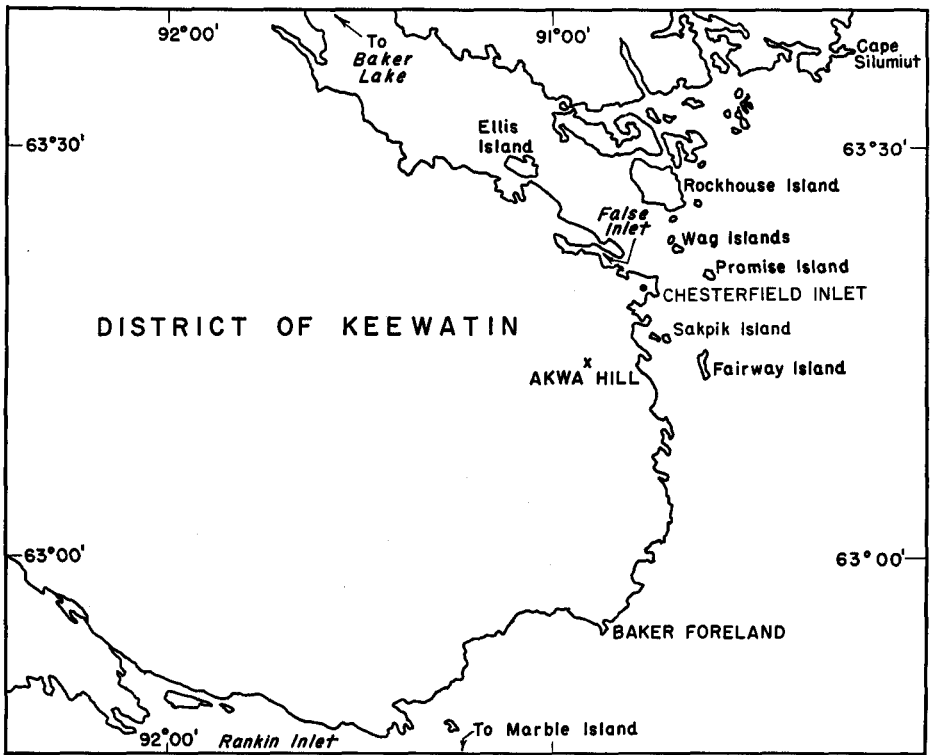 92°00'
91°00'
To
Baker
Lake
Cape
Silumiut
Ellis
Island
63°30'
63°30'
Rockhouse Island
False
Inlet
Wag Islands
Promise Island
CHESTERFIELD INLET
DISTRICT OF KEEWATIN
Sakpik Island
x
AKWA HILL
Fairway Island
63°00'
63°00'
BAKER FORELAND
To Marble Island
92°00'
Rankin Inlet